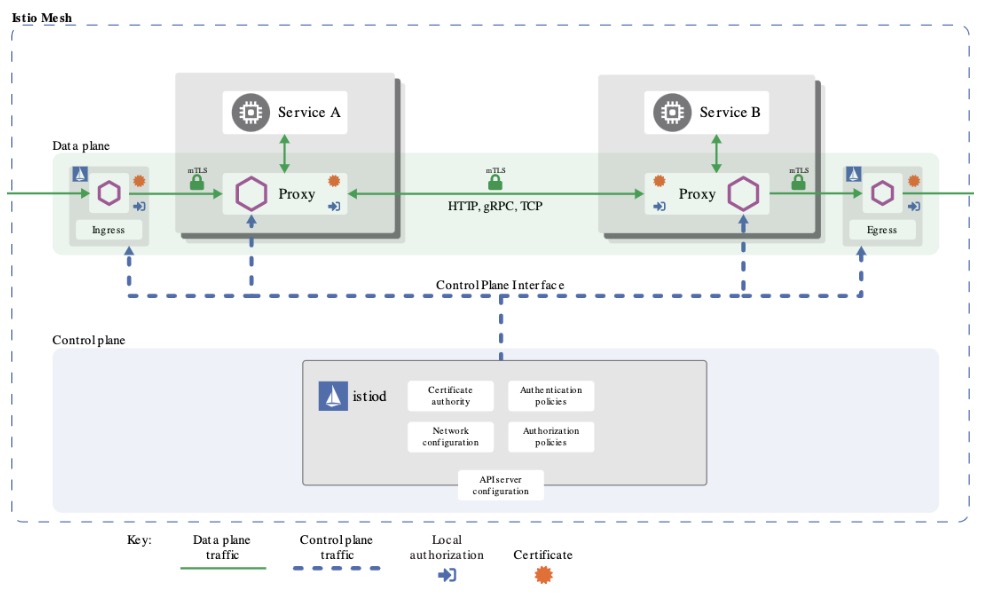 Istio Mesh
Service A
Service B
Data plane
mTLS
mTLS
mTLS
Proxy
Proxy
HTTP, gRPC, TCP
Ingress
Egress
Control Plane Interface
Control plane
istiod
Certificate
authority
Authentication
policies
Network
configuration
Authorization
policies
API server
configuration
Key:
Data plane
traffic
Control plane
traffic
Local
authorization
Certificate